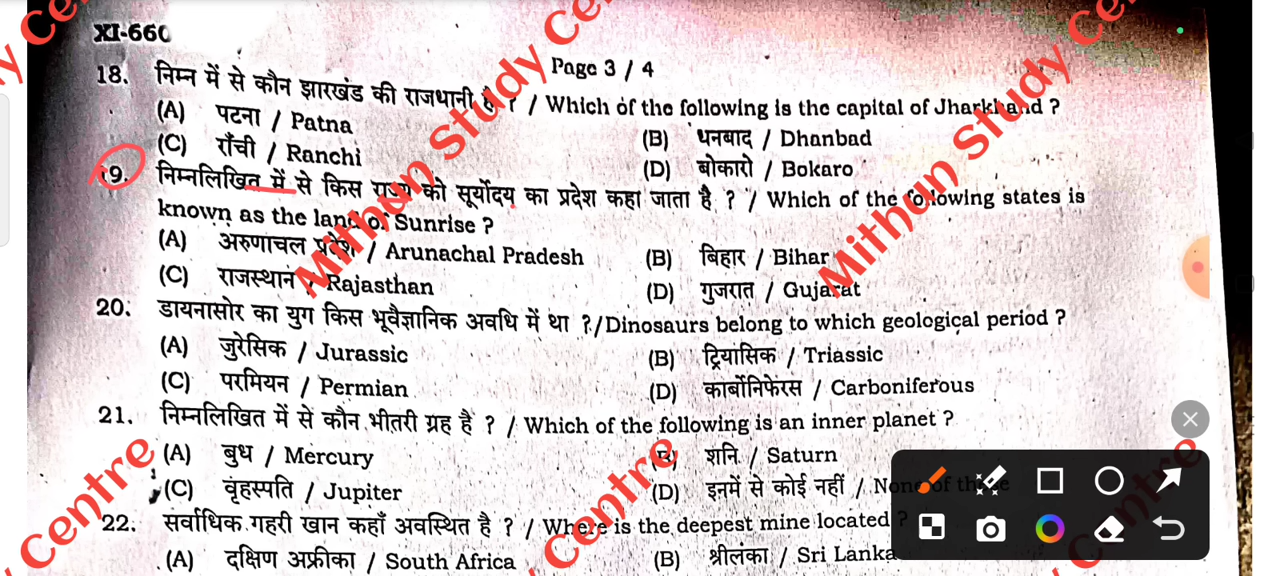 XI-660
Page 3 / 4
18. निम्न में से कौन झारखंड की राजधानी है ? / Which of the following is the capital of Jharkhand ?
(A) पटना / Patna
(B) धनबाद / Dhanbad
(C) राँची / Ranchi
(D) बोकारो / Bokaro
19. निम्नलिखित में से किस राज्य को सूर्योदय का प्रदेश कहा जाता है ? / Which of the following states is
known as the land of Sunrise ?
(A) अरुणाचल प्रदेश / Arunachal Pradesh
(B) बिहार / Bihar
(C) राजस्थान / Rajasthan
(D) गुजरात / Gujarat
20. डायनासोर का युग किस भूवैज्ञानिक अवधि में था ?/Dinosaurs belong to which geological period ?
(A) जुरेसिक / Jurassic
(B) ट्रियासिक / Triassic
(C) परमियन / Permian
(D) कार्बोनिफेरस / Carboniferous
21. निम्नलिखित में से कौन भीतरी ग्रह है ? / Which of the following is an inner planet ?
(A) बुध / Mercury
(B) शनि / Saturn
(C) वृहस्पति / Jupiter
(D) इनमें से कोई नहीं / None of these
22. सर्वाधिक गहरी खान कहाँ अवस्थित है ? / Where is the deepest mine located ?
(A) दक्षिण अफ्रीका / South Africa
(B) श्रीलंका / Sri Lanka
Mithun Study Ce
Mithun Study Ce
y Ce
Centre
Centre
Centre